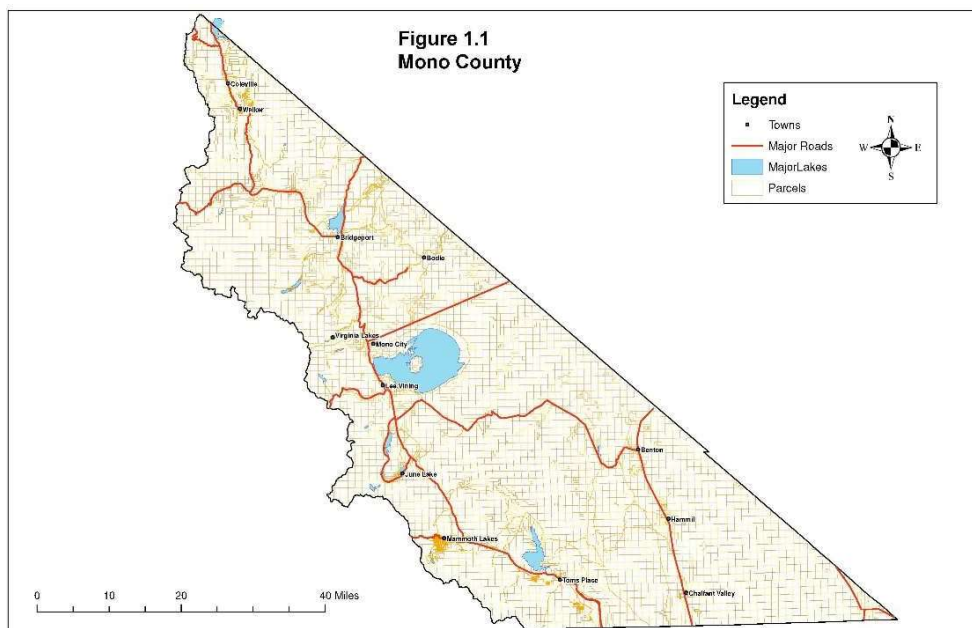 Figure 1.1
Mono County
Legend
Towns
Major Roads
MajorLakes
Parcels
N
W E
S
Coleville
Walker
Bridgeport
Bodie
Virginia Lakes
Mono City
Lee Vining
Benton
June Lake
Hammil
Mammoth Lakes
Toms Place
Chalfant Valley
0 10 20 40 Miles